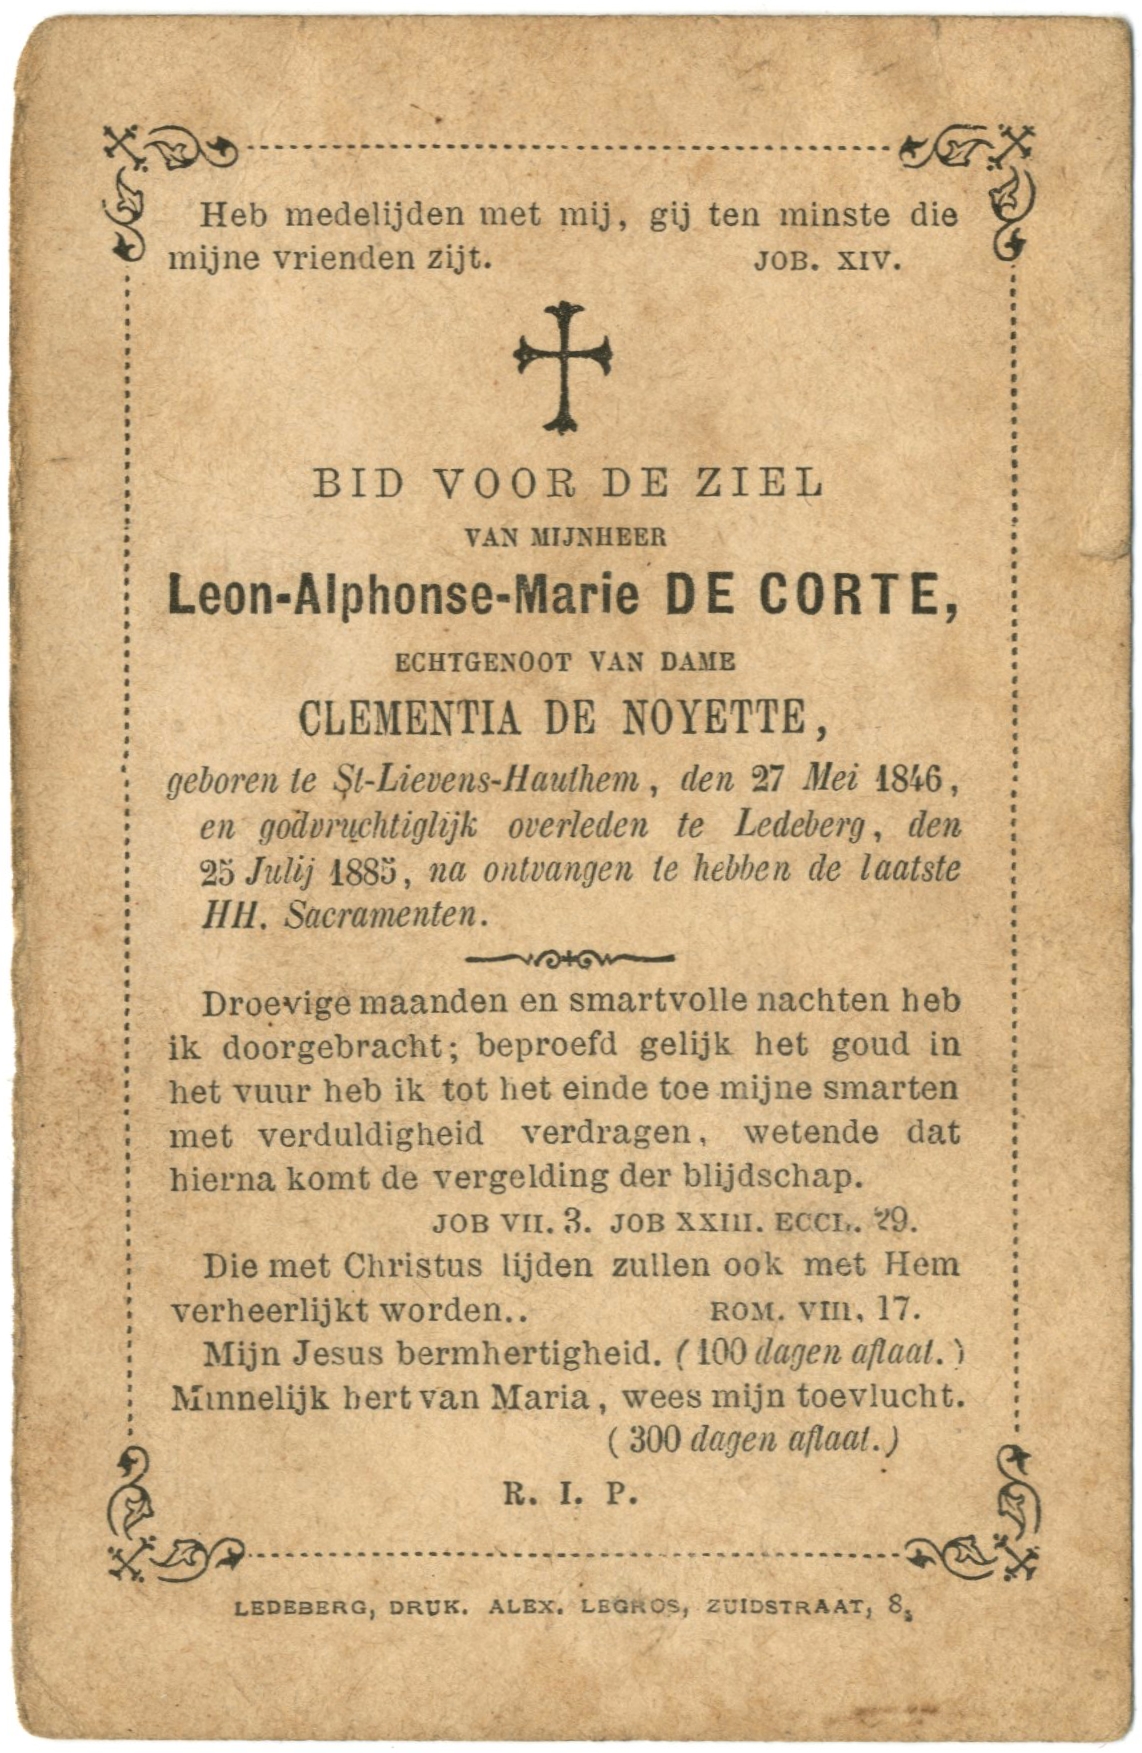 Heb medelijden met mij, gij ten minste die
mijne vrienden zijt. JOB. XIV.
BID VOOR DE ZIEL
VAN MIJNHEER
Leon-Alphonse-Marie DE CORTE,
ECHTGENOOT VAN DAME
CLEMENTIA DE NOYETTE,
geboren te St-Lievens-Hauthem, den 27 Mei 1846,
en godvruchtiglijk overleden te Ledeberg, den
25 Julij 1885, na ontvangen te hebben de laatste
HH. Sacramenten.
Droevige maanden en smartvolle nachten heb
ik doorgebracht; beproefd gelijk het goud in
het vuur heb ik tot het einde toe mijne smarten
met verduldigheid verdragen, wetende dat
hierna komt de vergelding der blijdschap.
JOB VII. 3. JOB XXIII. ECCL. 29.
Die met Christus lijden zullen ook met Hem
verheerlijkt worden.. ROM. VIII, 17.
Mijn Jesus bermhertigheid. (100 dagen aflaat.)
Minnelijk hert van Maria, wees mijn toevlucht.
(300 dagen aflaat.)
R. I. P.
LEDEBERG, DRUK. ALEX. LEGROS, ZUIDSTRAAT, 8.